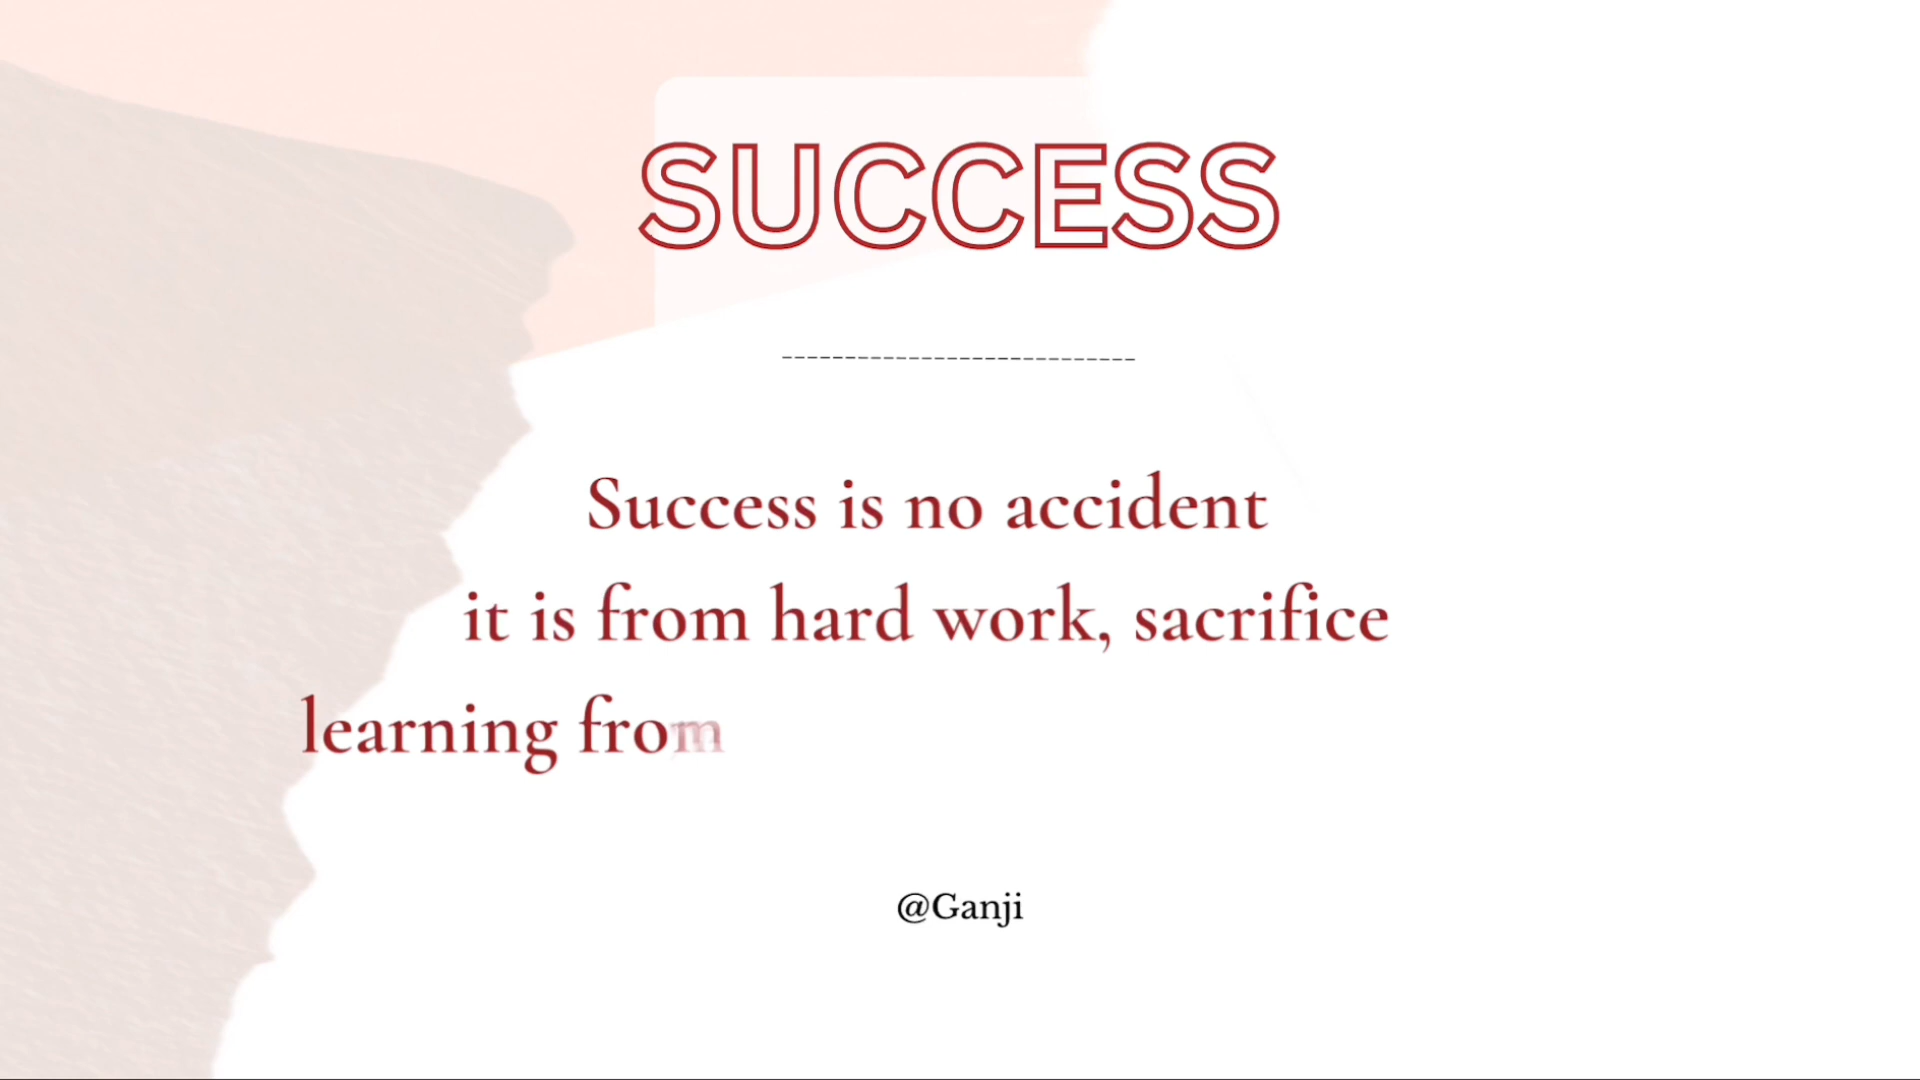 SUCCESS
----------------------------
Success is no accident
it is from hard work, sacrifice
learning from
@Ganji